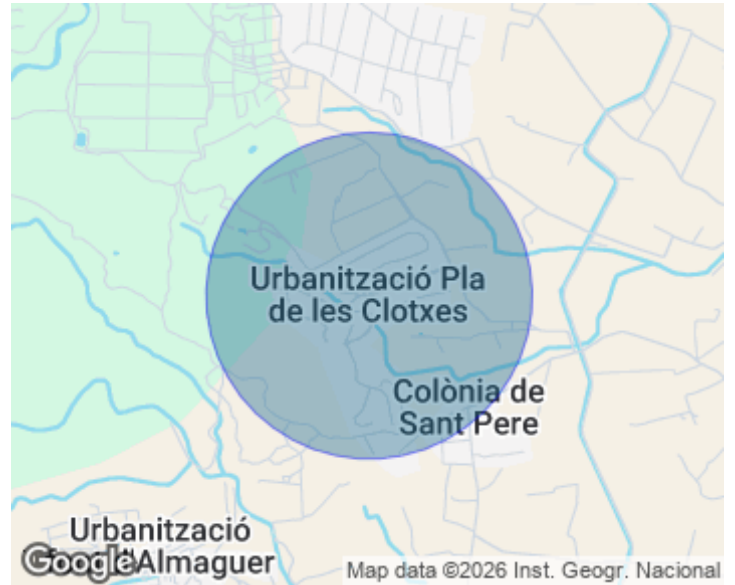 Urbanització Pla
de les Clotxes
Colònia de
Sant Pere
Urbanització
d'Almaguer
Google
Map data ©2026 Inst. Geogr. Nacional